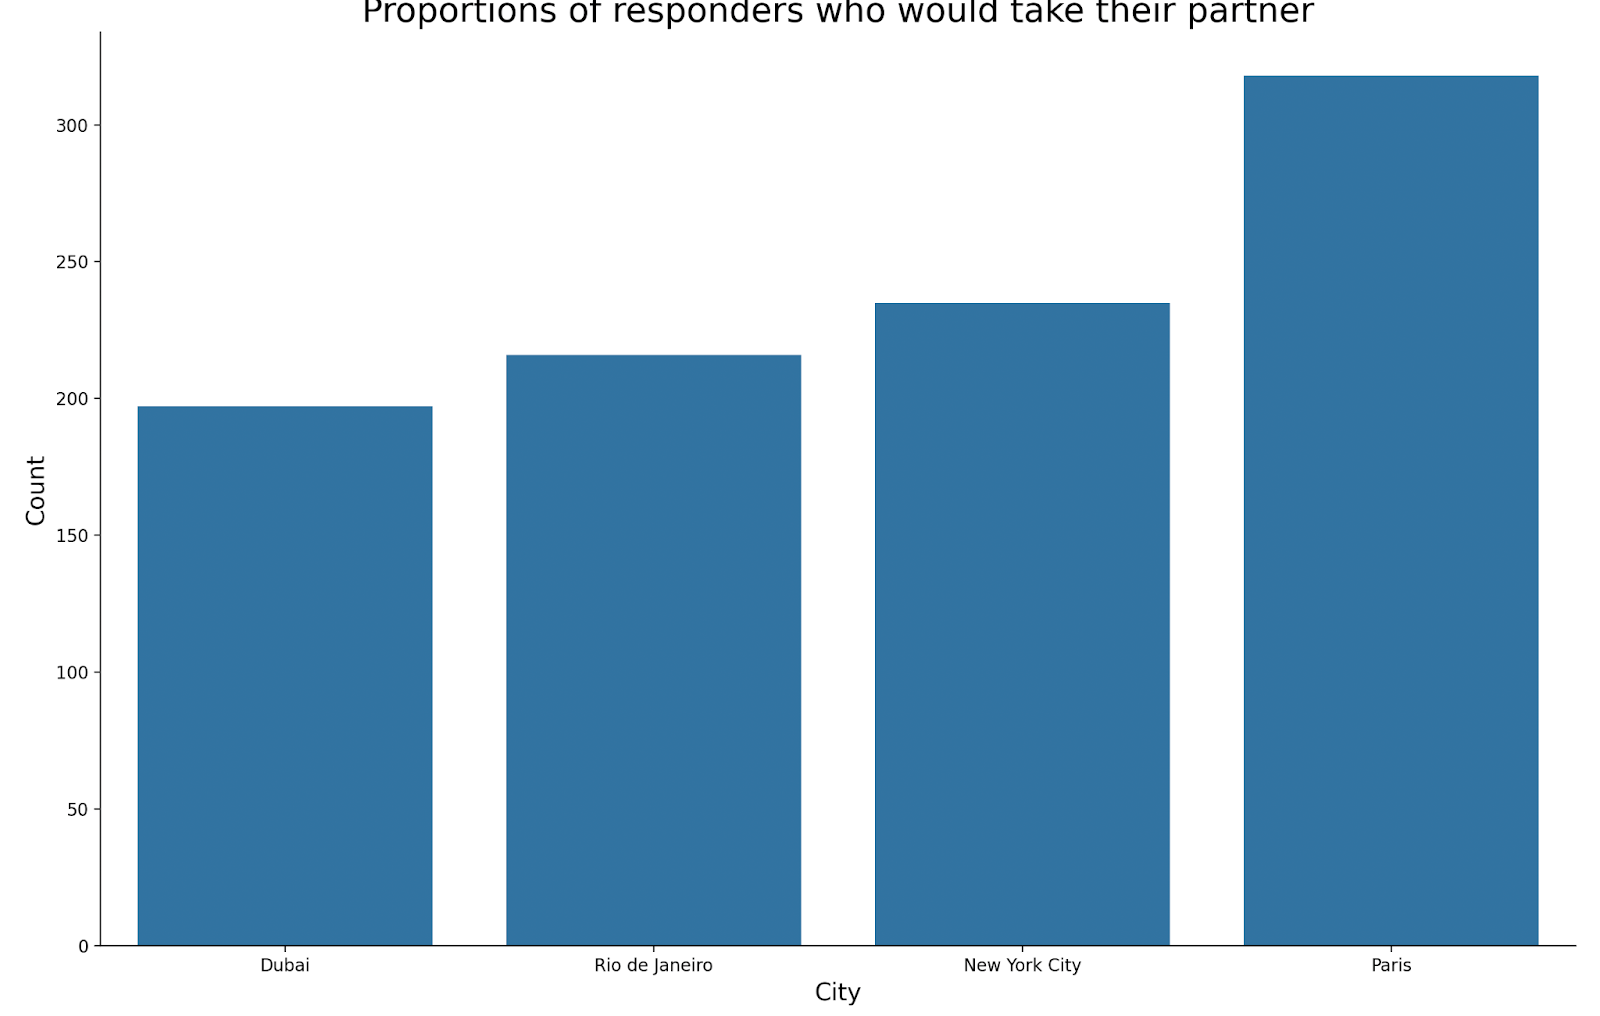 Proportions of responders who would take their partner
Count
300
250
200
150
100
50
0
Dubai
Rio de Janeiro
New York City
Paris
City